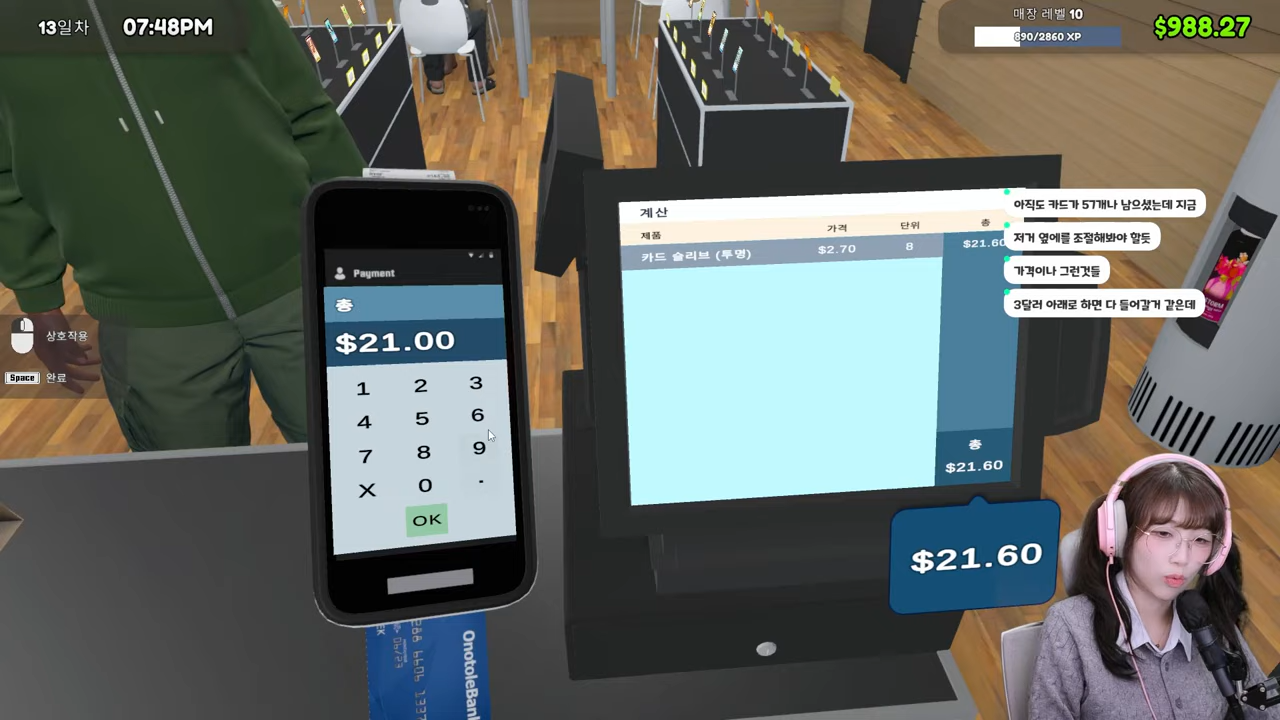 13일차 07:48PM
매장 레벨 10
890/2860 XP
$988.27
상호작용
Space 완료
Payment
총
$21.00
1 2 3
4 5 6
7 8 9
X 0 .
OK
계산
제품 가격 단위 총
카드 슬리브 (투명) $2.70 8 $21.60
총
$21.60
$21.60
아직도 카드가 57개나 남으셨는데 지금
저거 옆에를 조절해봐야 할듯
가격이나 그런것들
3달러 아래로 하면 다 들어갈거 같은데
OnotoleBank